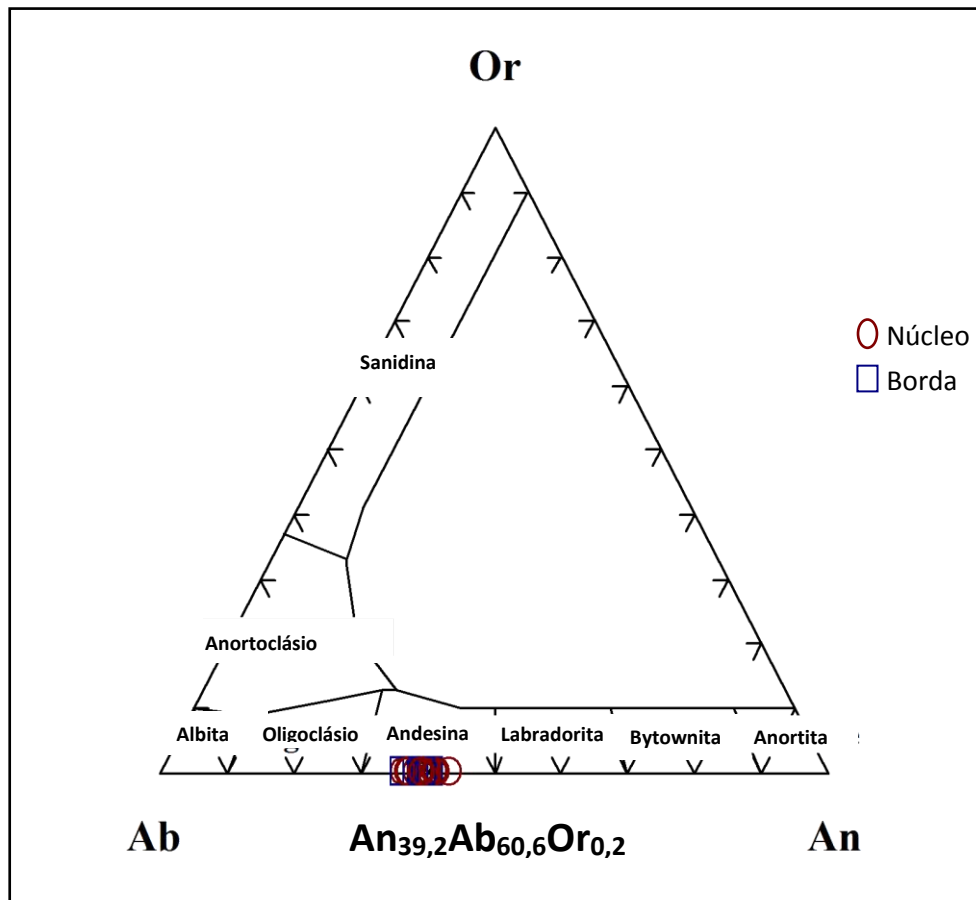 Or
Núcleo
Borda
Sanidina
Anortoclásio
Albita Oligoclásio Andesina Labradorita Bytownita Anortita
Ab An
An39,2Ab60,6Or0,2